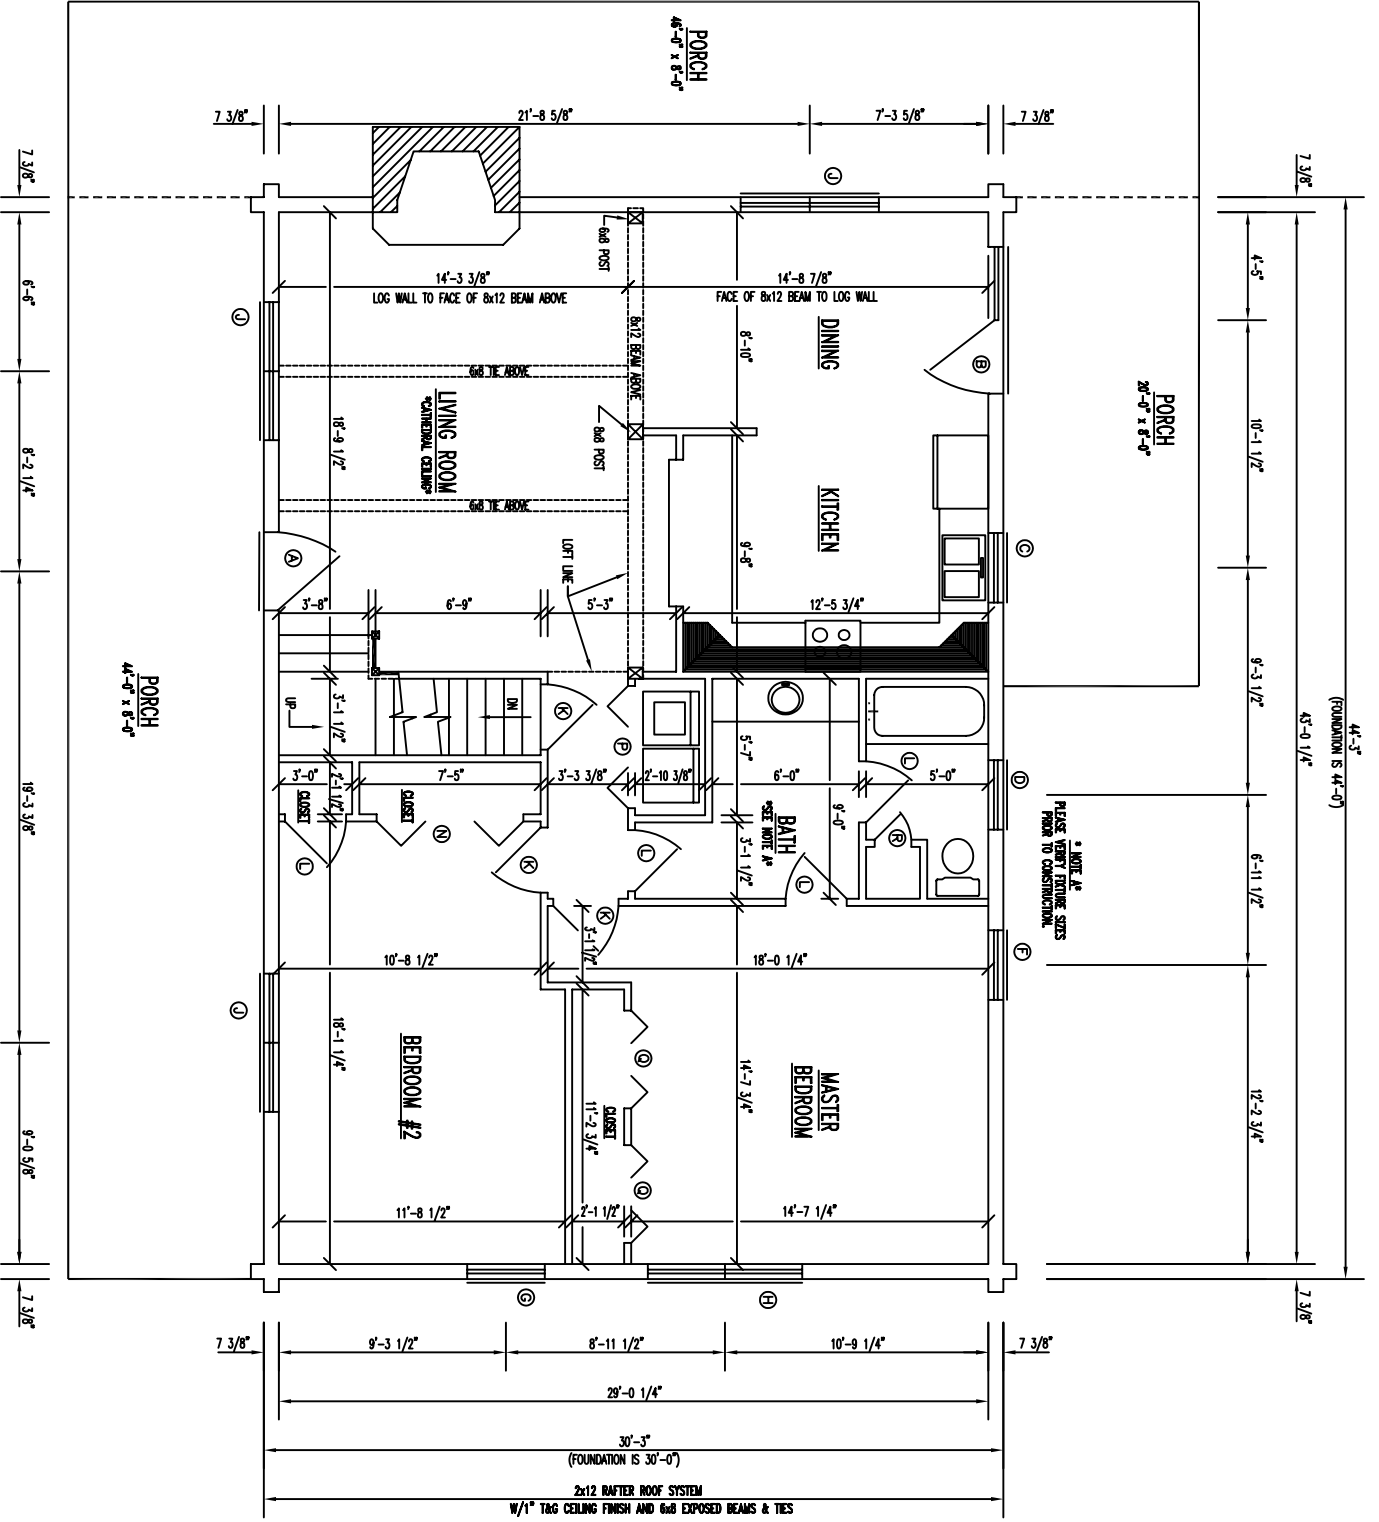 PORCH
46'-0" x 8'-0"
7 3/8"
21'-8 5/8"
7'-3 5/8"
7 3/8"
7 3/8"
7 3/8"
J
6x8 POST
14'-3 3/8"
LOG WALL TO FACE OF 8x12 BEAM ABOVE
14'-8 7/8"
FACE OF 8x12 BEAM TO LOG WALL
4'-5"
6'-6"
J
8x12 BEAM ABOVE
8'-10"
DINING
B
6x8 TIE ABOVE
LIVING ROOM
*CATHEDRAL CEILING*
18'-9 1/2"
8x8 POST
PORCH
20'-0" x 8'-0"
10'-1 1/2"
8'-2 1/4"
6x8 TIE ABOVE
KITCHEN
9'-8"
C
A
LOFT LINE
3'-8"
6'-9"
5'-3"
12'-5 3/4"
PORCH
44'-0" x 8'-0"
UP
3'-1 1/2"
DN
K
P
5'-7"
9'-3 1/2"
44'-3"
(FOUNDATION IS 44'-0")
43'-0 1/4"
L
3'-0"
2'-1 1/2"
7'-5"
3'-3 3/8"
2'-10 3/8"
6'-0"
5'-0"
D
CLOSET
CLOSET
N
BATH
*SEE NOTE A*
9'-0"
R
* NOTE A*
PLEASE VERIFY FIXTURE SIZES
PRIOR TO CONSTRUCTION.
19'-3 3/8"
L
K
L
3'-1 1/2"
L
6'-11 1/2"
K
3'-1 1/2"
F
10'-8 1/2"
18'-0 1/4"
J
18'-1 1/4"
BEDROOM #2
Q
CLOSET
11'-2 3/4"
14'-7 3/4"
MASTER
BEDROOM
12'-2 3/4"
9'-0 5/8"
Q
11'-8 1/2"
2'-1 1/2"
14'-7 1/4"
G
H
7 3/8"
7 3/8"
7 3/8"
9'-3 1/2"
8'-11 1/2"
10'-9 1/4"
7 3/8"
29'-0 1/4"
30'-3"
(FOUNDATION IS 30'-0")
2x12 RAFTER ROOF SYSTEM
W/1" T&G CEILING FINISH AND 6x8 EXPOSED BEAMS & TIES